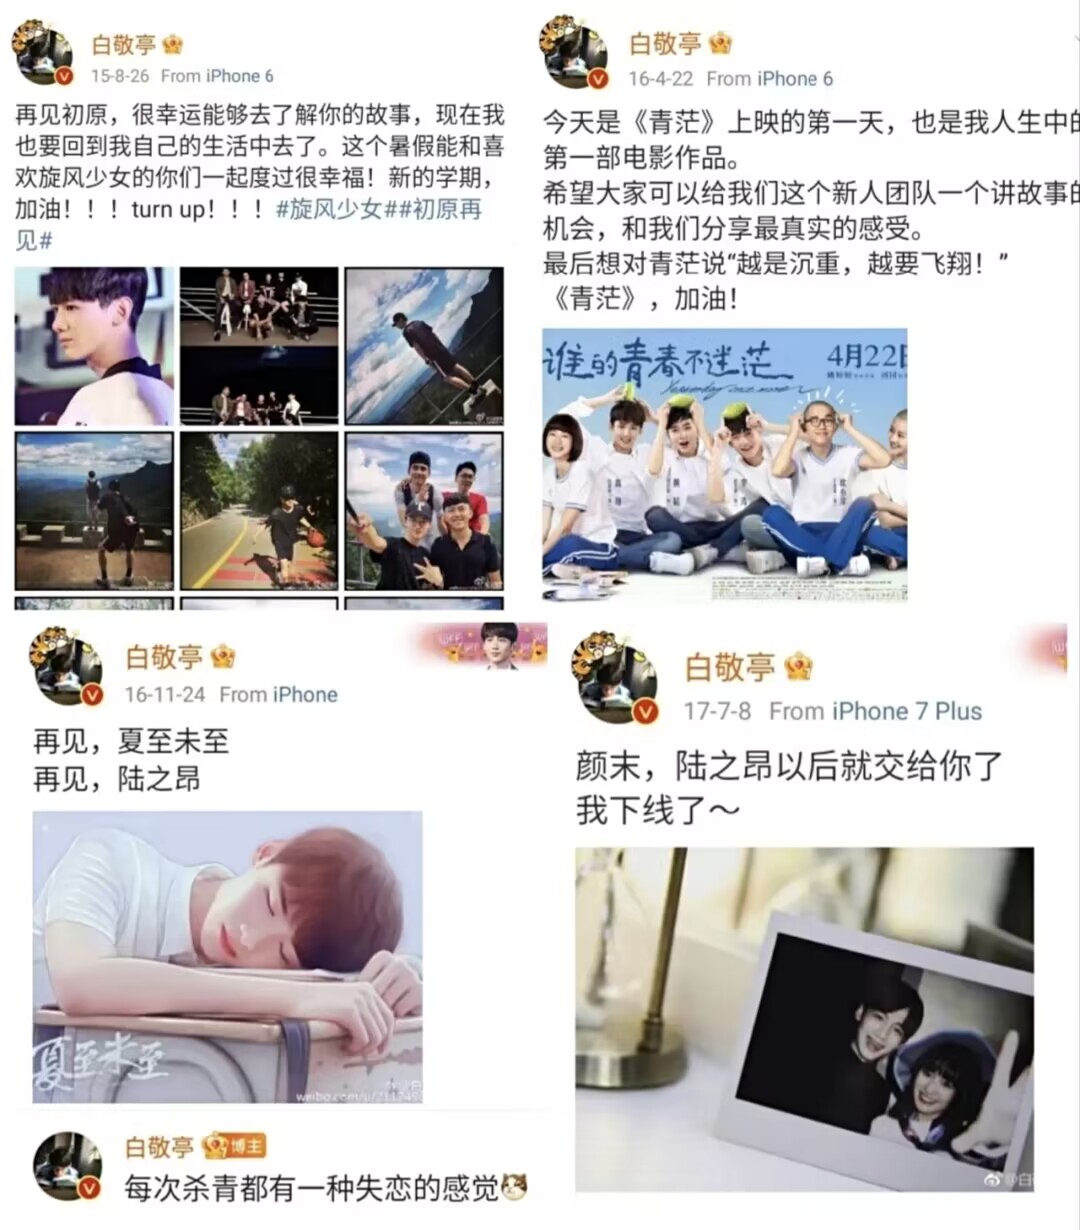 白敬亭
15-8-26 From iPhone 6
再见初原，很幸运能够去了解你的故事，现在我
也要回到我自己的生活中去了。这个暑假能和喜
欢旋风少女的你们一起度过很幸福！新的学期，
加油！！！turn up！！！#旋风少女##初原再
见#
白敬亭
16-4-22 From iPhone 6
今天是《青茫》上映的第一天，也是我人生中的
第一部电影作品。
希望大家可以给我们这个新人团队一个讲故事的
机会，和我们分享最真实的感受。
最后想对青茫说“越是沉重，越要飞翔！”
《青茫》，加油！
谁的青春不迷茫
Yesterday once more
4月22日
白敬亭
16-11-24 From iPhone
再见，夏至未至
再见，陆之昂
夏至未至
白敬亭 博主
每次杀青都有一种失恋的感觉
白敬亭
17-7-8 From iPhone 7 Plus
颜末，陆之昂以后就交给你了
我下线了～